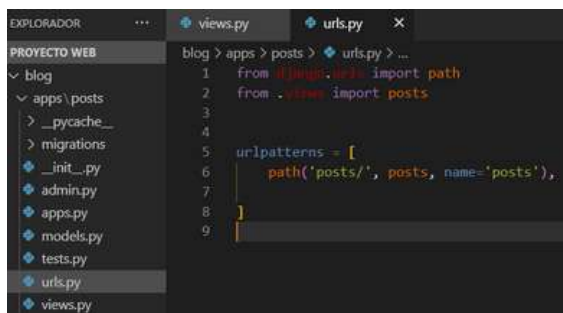 EXPLORADOR ...
PROYECTO WEB
blog
apps\posts
__pycache__
migrations
__init__.py
admin.py
apps.py
models.py
tests.py
urls.py
views.py
views.py urls.py ×
blog > apps > posts > urls.py > ...
1 from django.urls import path
2 from .views import posts
3
4
5 urlpatterns = [
6 path('posts/', posts, name='posts'),
7
8 ]
9